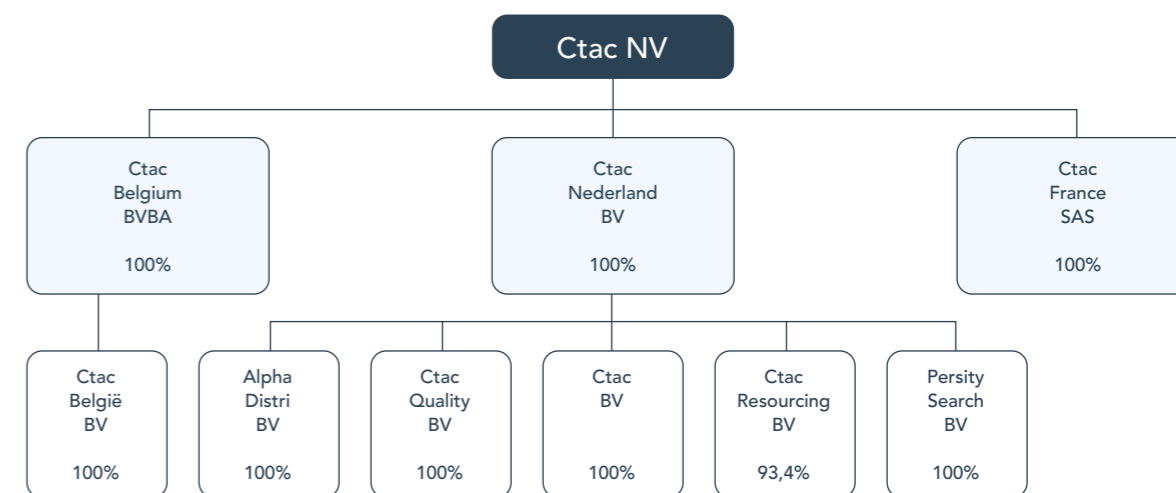 Ctac NV
Ctac
Belgium
BVBA
100%
Ctac
Nederland
BV
100%
Ctac
France
SAS
100%
Ctac
België
BV
100%
Alpha
Distri
BV
100%
Ctac
Quality
BV
100%
Ctac
BV
100%
Ctac
Resourcing
BV
93,4%
Persity
Search
BV
100%